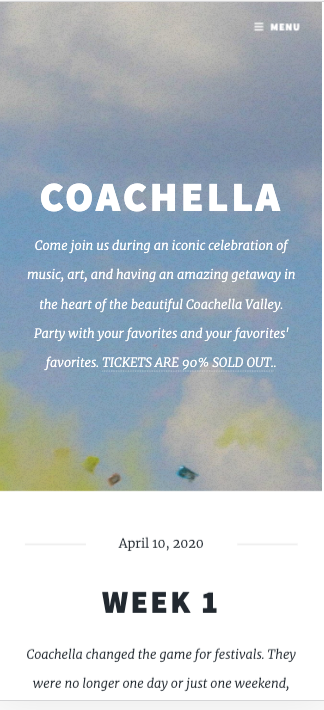 MENU
COACHELLA
Come join us during an iconic celebration of
music, art, and having an amazing getaway in
the heart of the beautiful Coachella Valley.
Party with your favorites and your favorites'
favorites. TICKETS ARE 90% SOLD OUT..
April 10, 2020
WEEK 1
Coachella changed the game for festivals. They
were no longer one day or just one weekend,